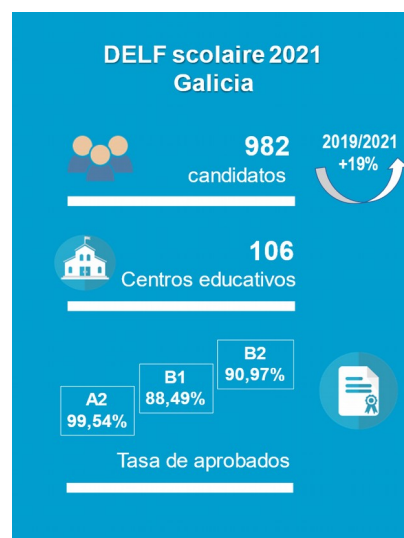 DELF scolaire 2021
Galicia
982
candidatos
2019/2021
+19%
106
Centros educativos
B2
90,97%
B1
88,49%
A2
99,54%
Tasa de aprobados